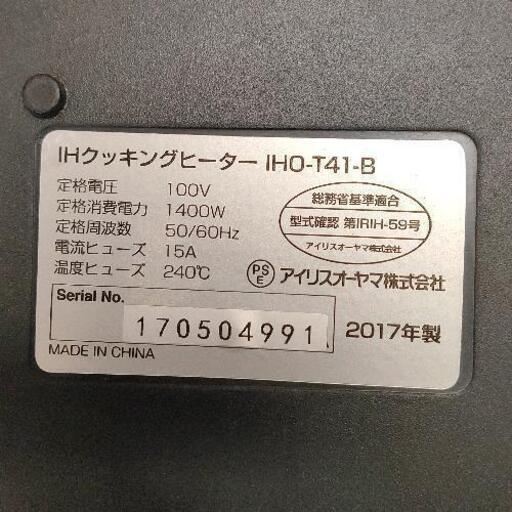 IHクッキングヒーター IHO-T41-B
定格電圧 100V
定格消費電力 1400W
定格周波数 50/60Hz
電流ヒューズ 15A
温度ヒューズ 240℃
総務省基準適合
型式確認 第IRIH-59号
アイリスオーヤマ株式会社
PSE アイリスオーヤマ株式会社
Serial No. 170504991
2017年製
MADE IN CHINA